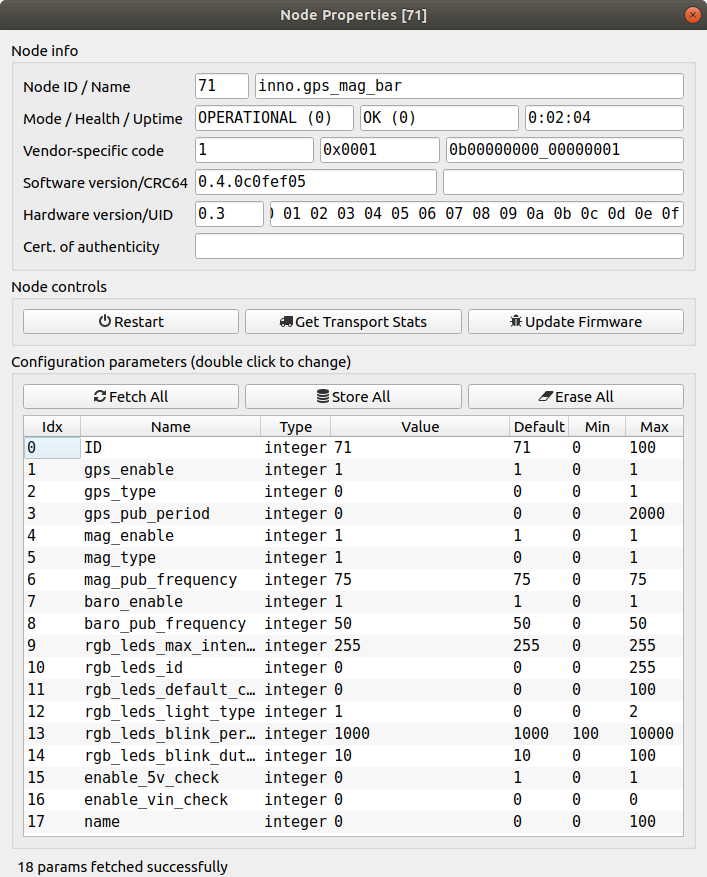 Node Properties [71]
Node info
Node ID / Name 71 inno.gps_mag_bar
Mode / Health / Uptime OPERATIONAL (0) OK (0) 0:02:04
Vendor-specific code 1 0x0001 0b00000000_00000001
Software version/CRC64 0.4.0c0fef05
Hardware version/UID 0.3 01 02 03 04 05 06 07 08 09 0a 0b 0c 0d 0e 0f
Cert. of authenticity
Node controls
Restart Get Transport Stats Update Firmware
Configuration parameters (double click to change)
Fetch All Store All Erase All
Idx Name Type Value Default Min Max
0 ID integer 71 71 0 100
1 gps_enable integer 1 1 0 1
2 gps_type integer 0 0 0 1
3 gps_pub_period integer 0 0 0 2000
4 mag_enable integer 1 1 0 1
5 mag_type integer 1 0 0 1
6 mag_pub_frequency integer 75 75 0 75
7 baro_enable integer 1 1 0 1
8 baro_pub_frequency integer 50 50 0 50
9 rgb_leds_max_inten... integer 255 255 0 255
10 rgb_leds_id integer 0 0 0 255
11 rgb_leds_default_c... integer 0 0 0 100
12 rgb_leds_light_type integer 1 0 0 2
13 rgb_leds_blink_per... integer 1000 1000 100 10000
14 rgb_leds_blink_dut... integer 10 10 0 100
15 enable_5v_check integer 0 1 0 1
16 enable_vin_check integer 0 0 0 0
17 name integer 0 0 0 100
18 params fetched successfully